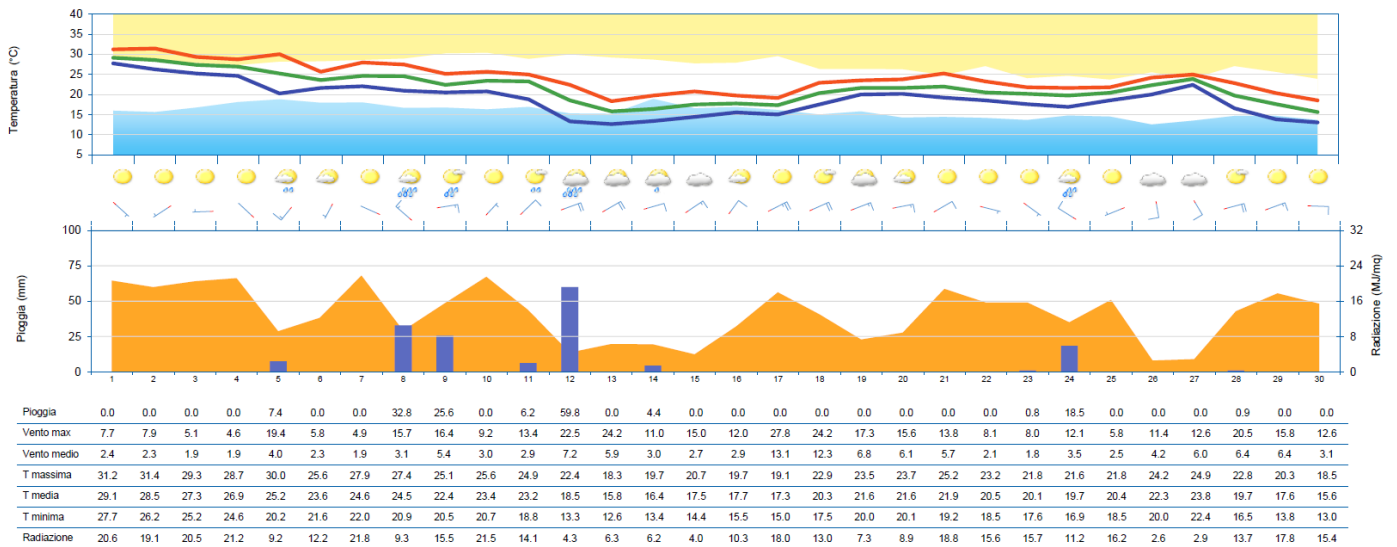 40
35
30
25
20
15
10
5
Temperatura (°C)
100
75
50
25
0
Pioggia (mm)
32
24
16
8
0
Radiazione (MJ/mq)
1 2 3 4 5 6 7 8 9 10 11 12 13 14 15 16 17 18 19 20 21 22 23 24 25 26 27 28 29 30
Pioggia 0.0 0.0 0.0 0.0 7.4 0.0 0.0 32.8 25.6 0.0 6.2 59.8 0.0 4.4 0.0 0.0 0.0 0.0 0.0 0.0 0.0 0.0 0.8 18.5 0.0 0.0 0.0 0.9 0.0 0.0
Vento max 7.7 7.9 5.1 4.6 19.4 5.8 4.9 15.7 16.4 9.2 13.4 22.5 24.2 11.0 15.0 12.0 27.8 24.2 17.3 15.6 13.8 8.1 8.0 12.1 5.8 11.4 12.6 20.5 15.8 12.6
Vento medio 2.4 2.3 1.9 1.9 4.0 2.3 1.9 3.1 5.4 3.0 2.9 7.2 5.9 3.0 2.7 2.9 13.1 12.3 6.8 6.1 5.7 2.1 1.8 3.5 2.5 4.2 6.0 6.4 6.4 3.1
T massima 31.2 31.4 29.3 28.7 30.0 25.6 27.9 27.4 25.1 25.6 24.9 22.4 18.3 19.7 20.7 19.7 19.1 22.9 23.5 23.7 25.2 23.2 21.8 21.6 21.8 24.2 24.9 22.8 20.3 18.5
T media 29.1 28.5 27.3 26.9 25.2 23.6 24.6 24.5 22.4 23.4 23.2 18.5 15.8 16.4 17.5 17.7 17.3 20.3 21.6 21.6 21.9 20.5 20.1 19.7 20.4 22.3 23.8 19.7 17.6 15.6
T minima 27.7 26.2 25.2 24.6 20.2 21.6 22.0 20.9 20.5 20.7 18.8 13.3 12.6 13.4 14.4 15.5 15.0 17.5 20.0 20.1 19.2 18.5 17.6 16.9 18.5 20.0 22.4 16.5 13.8 13.0
Radiazione 20.6 19.1 20.5 21.2 9.2 12.2 21.8 9.3 15.5 21.5 14.1 4.3 6.3 6.2 4.0 10.3 18.0 13.0 7.3 8.9 18.8 15.6 15.7 11.2 16.2 2.6 2.9 13.7 17.8 15.4